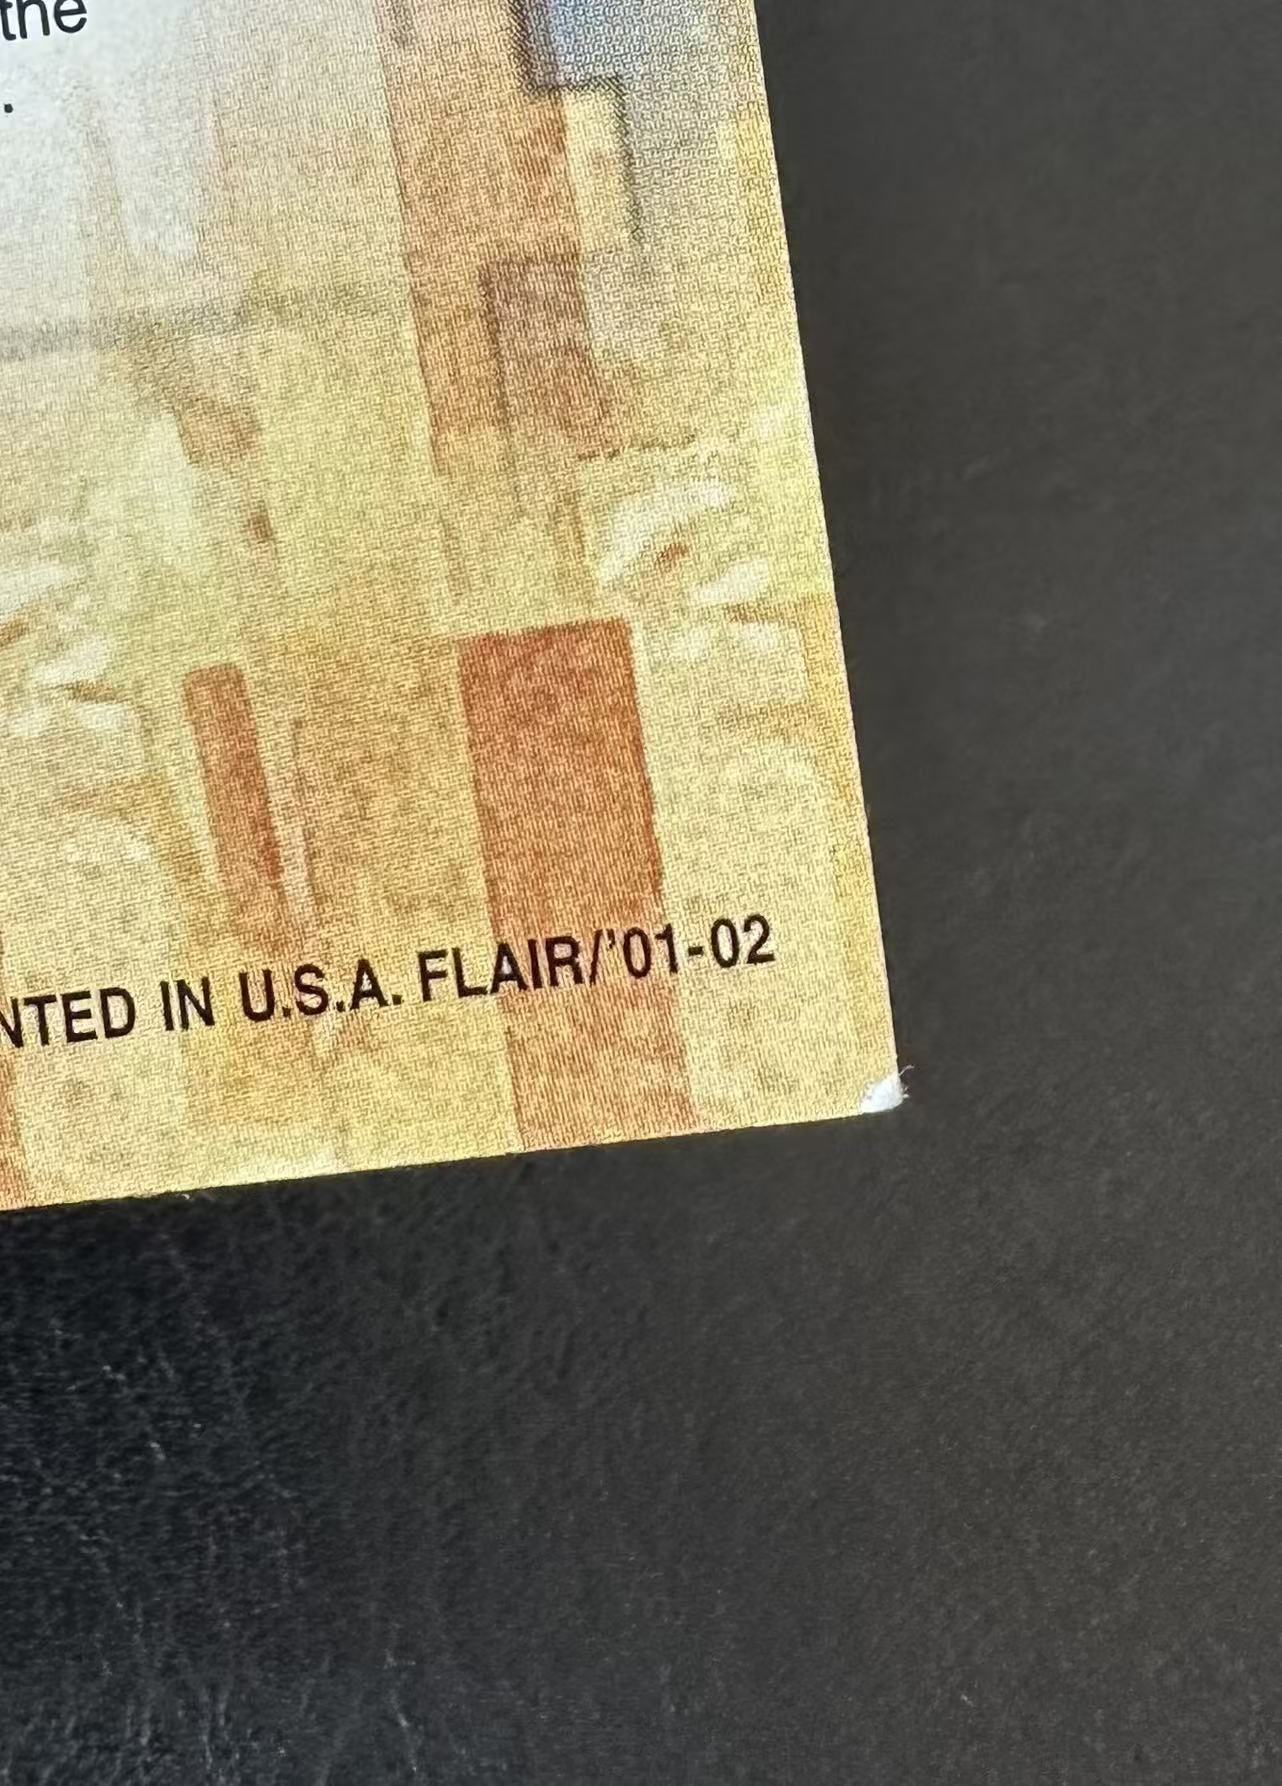 the
.
NTED IN U.S.A. FLAIR/'01-02